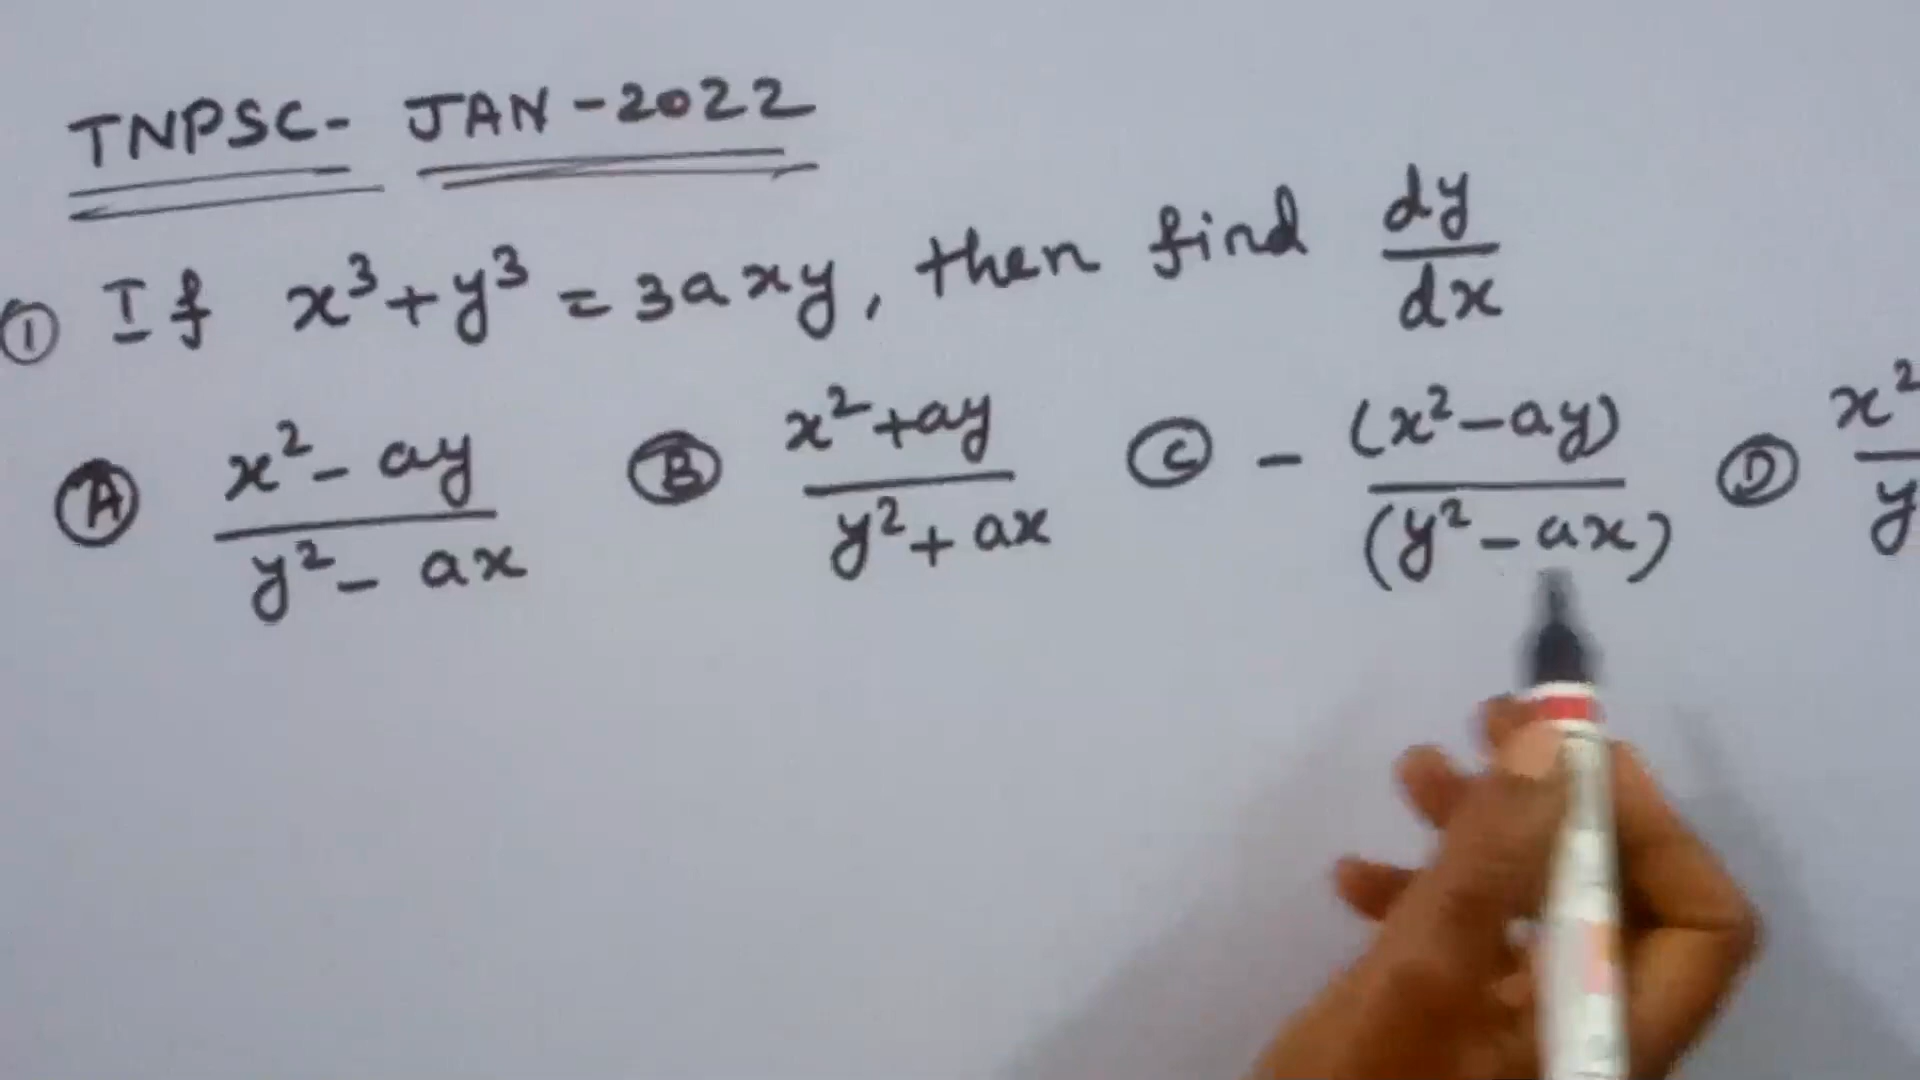 TNPSC- JAN-2022
① If x³+y³ = 3axy, then find dy/dx
Ⓐ x²-ay / y²-ax Ⓑ x²+ay / y²+ax Ⓒ -(x²-ay) / (y²-ax) Ⓓ x² / y